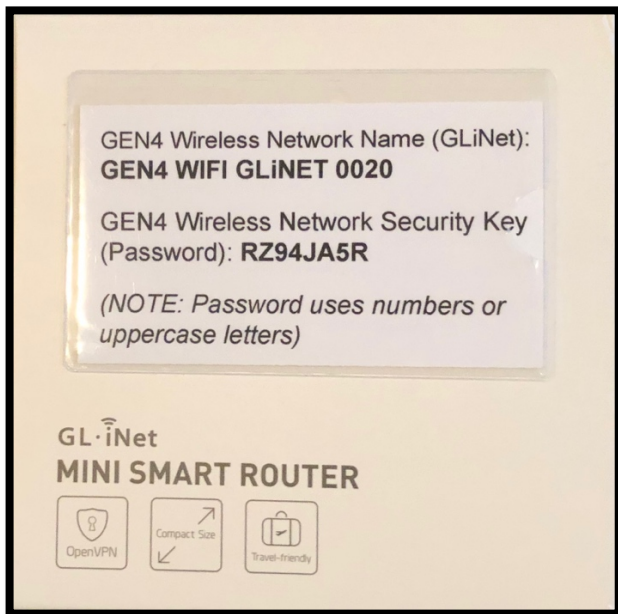 GEN4 Wireless Network Name (GLiNet):
GEN4 WIFI GLiNET 0020
GEN4 Wireless Network Security Key
(Password): RZ94JA5R
(NOTE: Password uses numbers or
uppercase letters)
GL·iNet
MINI SMART ROUTER
OpenVPN
Compact Size
Travel-friendly